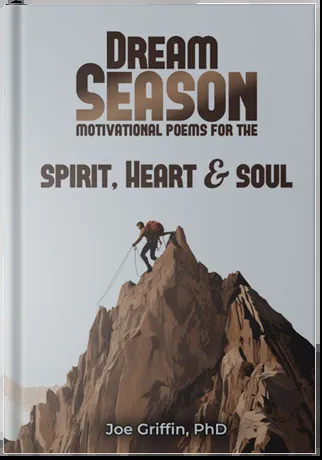 DREAM
SEASON
MOTIVATIONAL POEMS FOR THE
SPIRIT, HEART & SOUL
Joe Griffin, PhD